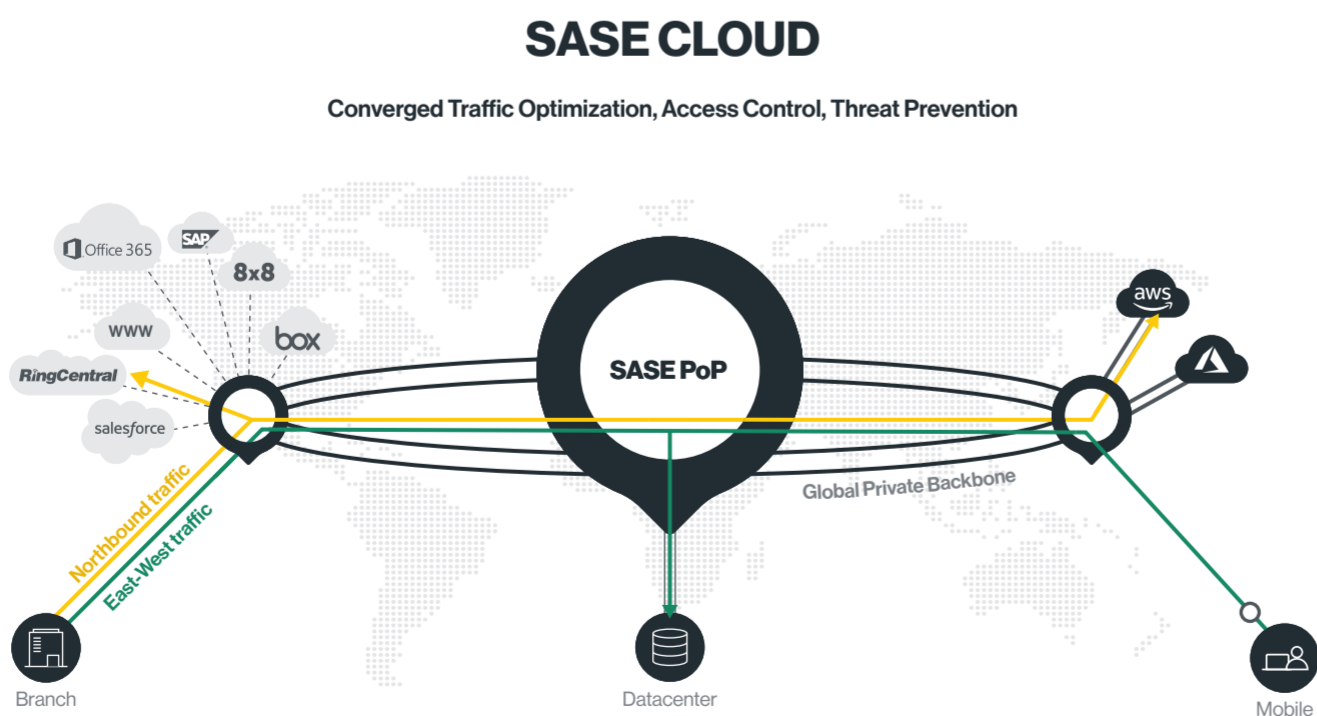 SASE CLOUD
Converged Traffic Optimization, Access Control, Threat Prevention
Office 365
SAP
8x8
www
box
RingCentral
salesforce
SASE PoP
aws
Global Private Backbone
Northbound traffic
East-West traffic
Branch
Datacenter
Mobile